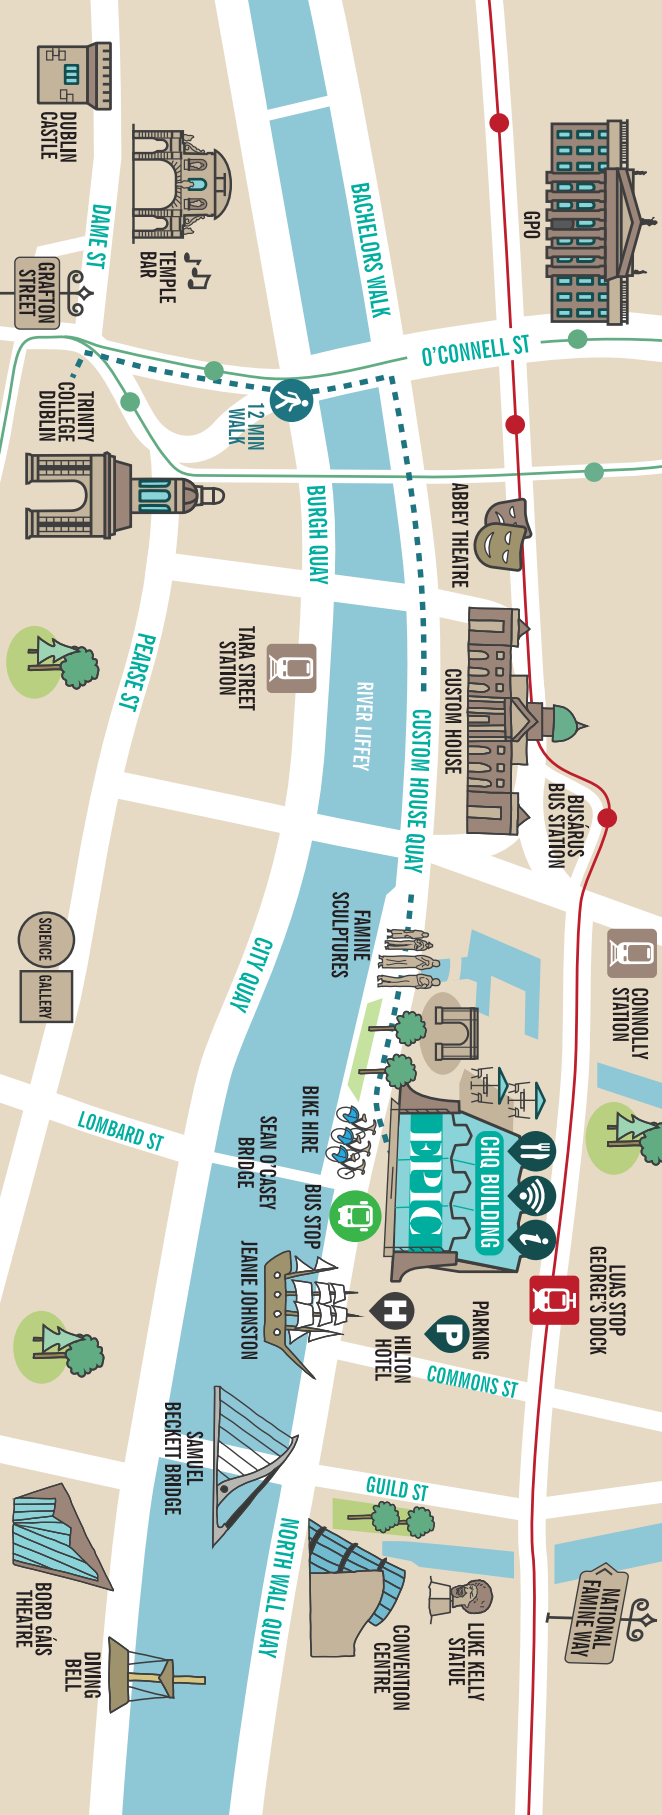 DUBLIN
CASTLE
DAME ST
TEMPLE
BAR
BACHELORS WALK
GPO
GRAFTON
STREET
O'CONNELL ST
TRINITY
COLLEGE
DUBLIN
12 MIN
WALK
BURGH QUAY
ABBEY THEATRE
PEARSE ST
TARA STREET
STATION
RIVER LIFFEY
CUSTOM HOUSE
CUSTOM HOUSE QUAY
BUSÁRUS
BUS STATION
SCIENCE
GALLERY
CITY QUAY
FAMINE
SCULPTURES
CONNOLLY
STATION
LOMBARD ST
BIKE HIRE
SEAN O'CASEY
BRIDGE
BUS STOP
EPIC
CHQ BUILDING
i
JEANIE JOHNSTON
H
HILTON
HOTEL
P
PARKING
LUAS STOP
GEORGE'S DOCK
COMMONS ST
SAMUEL
BECKETT BRIDGE
GUILD ST
NORTH WALL QUAY
BORD GÁIS
THEATRE
DIVING
BELL
CONVENTION
CENTRE
LUKE KELLY
STATUE
NATIONAL
FAMINE WAY